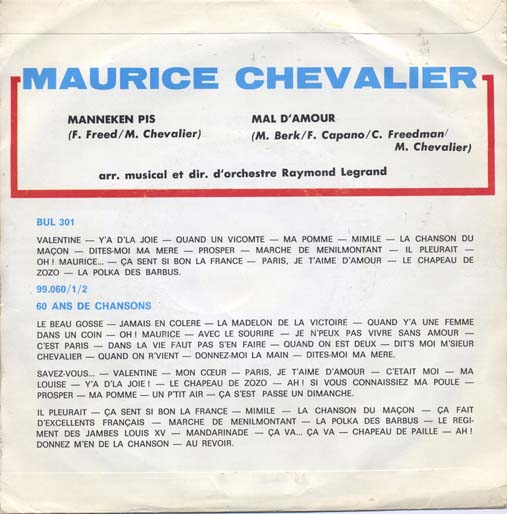 MAURICE CHEVALIER
MANNEKEN PIS
(F. Freed/M. Chevalier)
MAL D'AMOUR
(M. Berk/F. Capano/C. Freedman/
M. Chevalier)
arr. musical et dir. d'orchestre Raymond Legrand
BUL 301
VALENTINE — Y'A D'LA JOIE — QUAND UN VICOMTE — MA POMME — MIMILE — LA CHANSON DU
MAÇON — DITES-MOI MA MERE — PROSPER — MARCHE DE MENILMONTANT — IL PLEURAIT —
OH ! MAURICE... — ÇA SENT SI BON LA FRANCE — PARIS, JE T'AIME D'AMOUR — LE CHAPEAU DE
ZOZO — LA POLKA DES BARBUS.
99.060/1/2
60 ANS DE CHANSONS
LE BEAU GOSSE — JAMAIS EN COLERE — LA MADELON DE LA VICTOIRE — QUAND Y'A UNE FEMME
DANS UN COIN — OH ! MAURICE — AVEC LE SOURIRE — JE N'PEUX PAS VIVRE SANS AMOUR —
C'EST PARIS — DANS LA VIE FAUT PAS S'EN FAIRE — QUAND ON EST DEUX — DIT'S MOI M'SIEUR
CHEVALIER — QUAND ON R'VIENT — DONNEZ-MOI LA MAIN — DITES-MOI MA MERE.
SAVEZ-VOUS... — VALENTINE — MON CŒUR — PARIS, JE T'AIME D'AMOUR — C'ETAIT MOI — MA
LOUISE — Y'A D'LA JOIE ! — LE CHAPEAU DE ZOZO — AH ! SI VOUS CONNAISSIEZ MA POULE —
PROSPER — MA POMME — UN P'TIT AIR — ÇA S'EST PASSE UN DIMANCHE.
IL PLEURAIT — ÇA SENT SI BON LA FRANCE — MIMILE — LA CHANSON DU MAÇON — ÇA FAIT
D'EXCELLENTS FRANÇAIS — MARCHE DE MENILMONTANT — LA POLKA DES BARBUS — LE REGI-
MENT DES JAMBES LOUIS XV — MANDARINADE — ÇA VA... ÇA VA — CHAPEAU DE PAILLE — AH !
DONNEZ M'EN DE LA CHANSON — AU REVOIR.